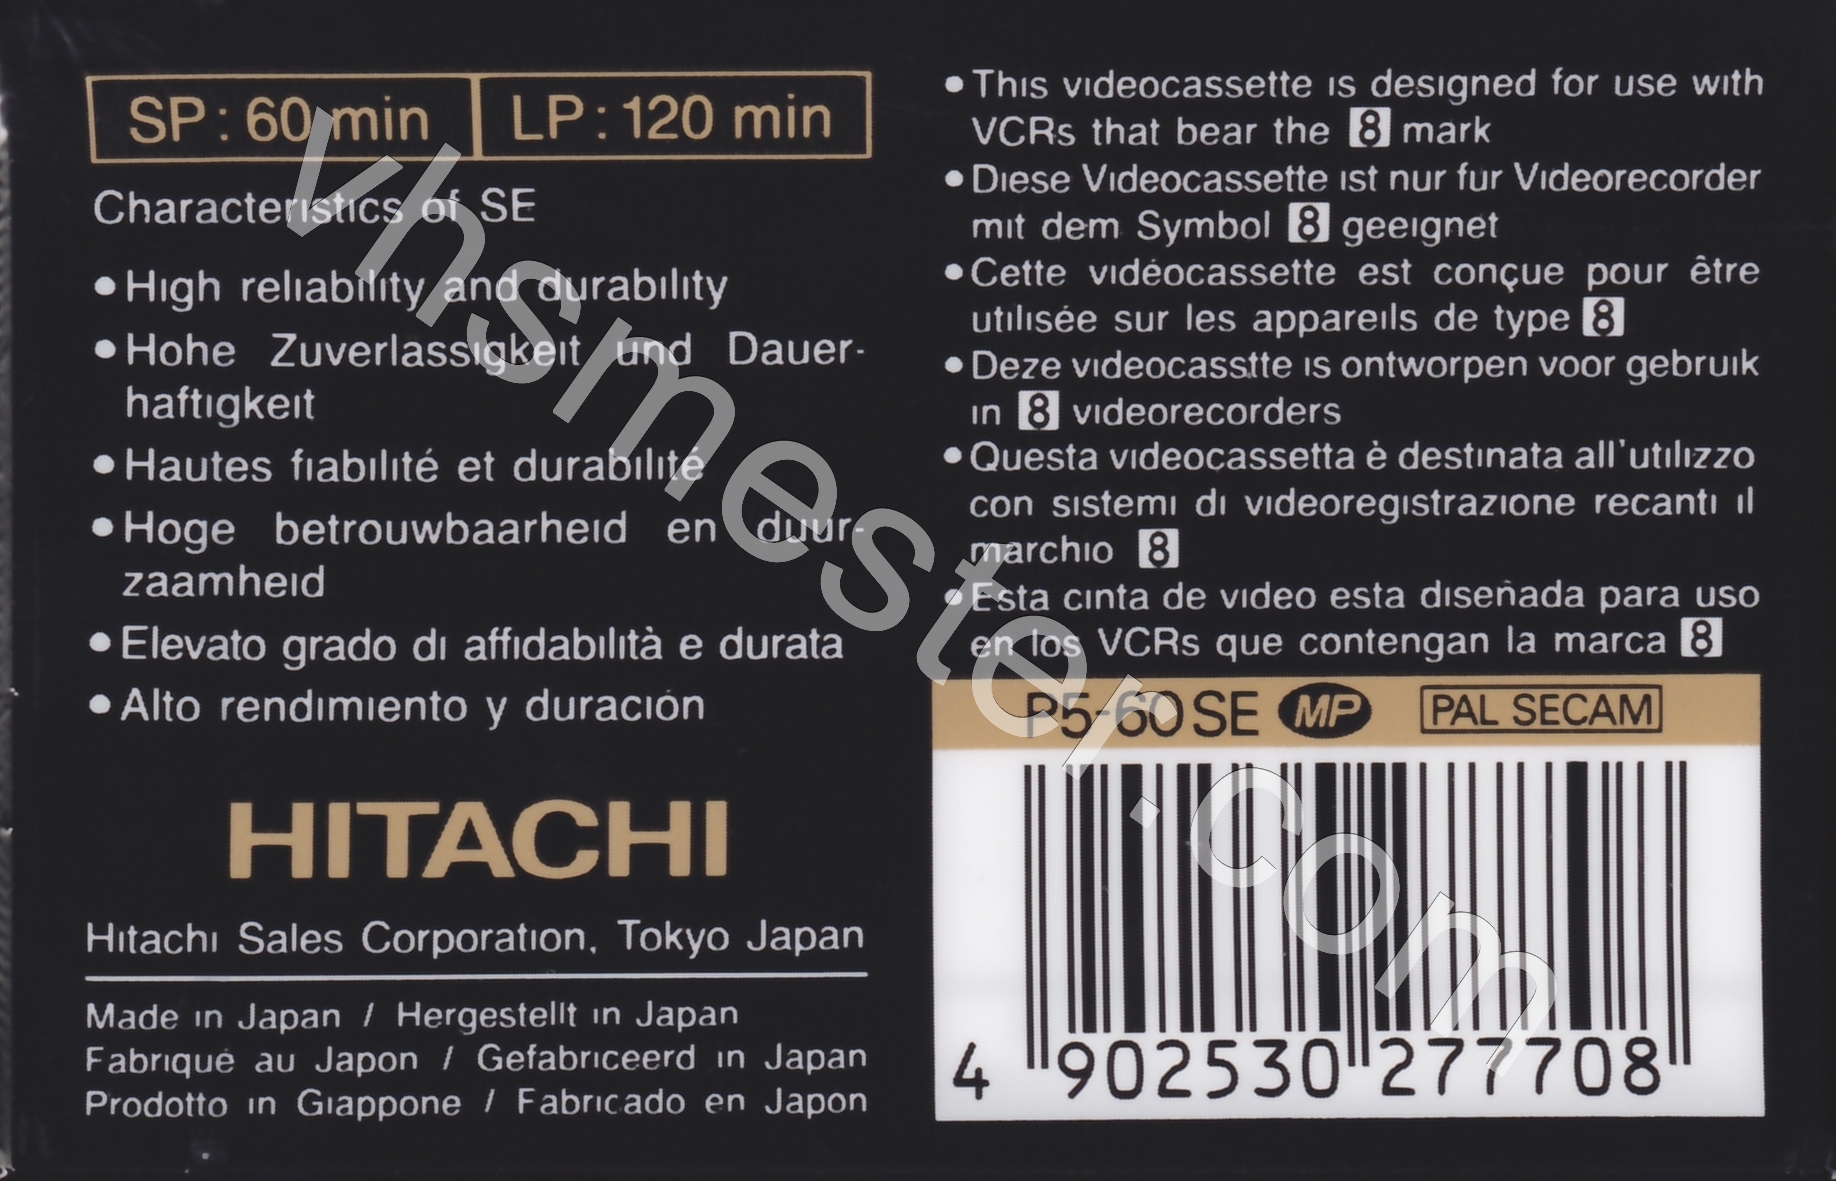 SP: 60 min LP: 120 min
Characteristics of SE
• High reliability and durability
• Hohe Zuverlassigkeit und Dauer-
haftigkeit
• Hautes fiabilité et durabilité
• Hoge betrouwbaarheid en duur-
zaamheid
• Elevato grado di affidabilità e durata
• Alto rendimiento y duración
HITACHI
Hitachi Sales Corporation, Tokyo Japan
Made in Japan / Hergestellt in Japan
Fabriqué au Japon / Gefabriceerd in Japan
Prodotto in Giappone / Fabricado en Japon
• This videocassette is designed for use with
VCRs that bear the 8 mark
• Diese Videocassette ist nur fur Videorecorder
mit dem Symbol 8 geeignet
• Cette vidéocassette est conçue pour être
utilisée sur les appareils de type 8
• Deze videocasstte is ontworpen voor gebruik
in 8 videorecorders
• Questa videocassetta è destinata all'utilizzo
con sistemi di videoregistrazione recanti il
marchio 8
• Esta cinta de video esta diseñada para uso
en los VCRs que contengan la marca 8
P5-60SE MP PAL SECAM
4 902530 277708
vhsmester.com